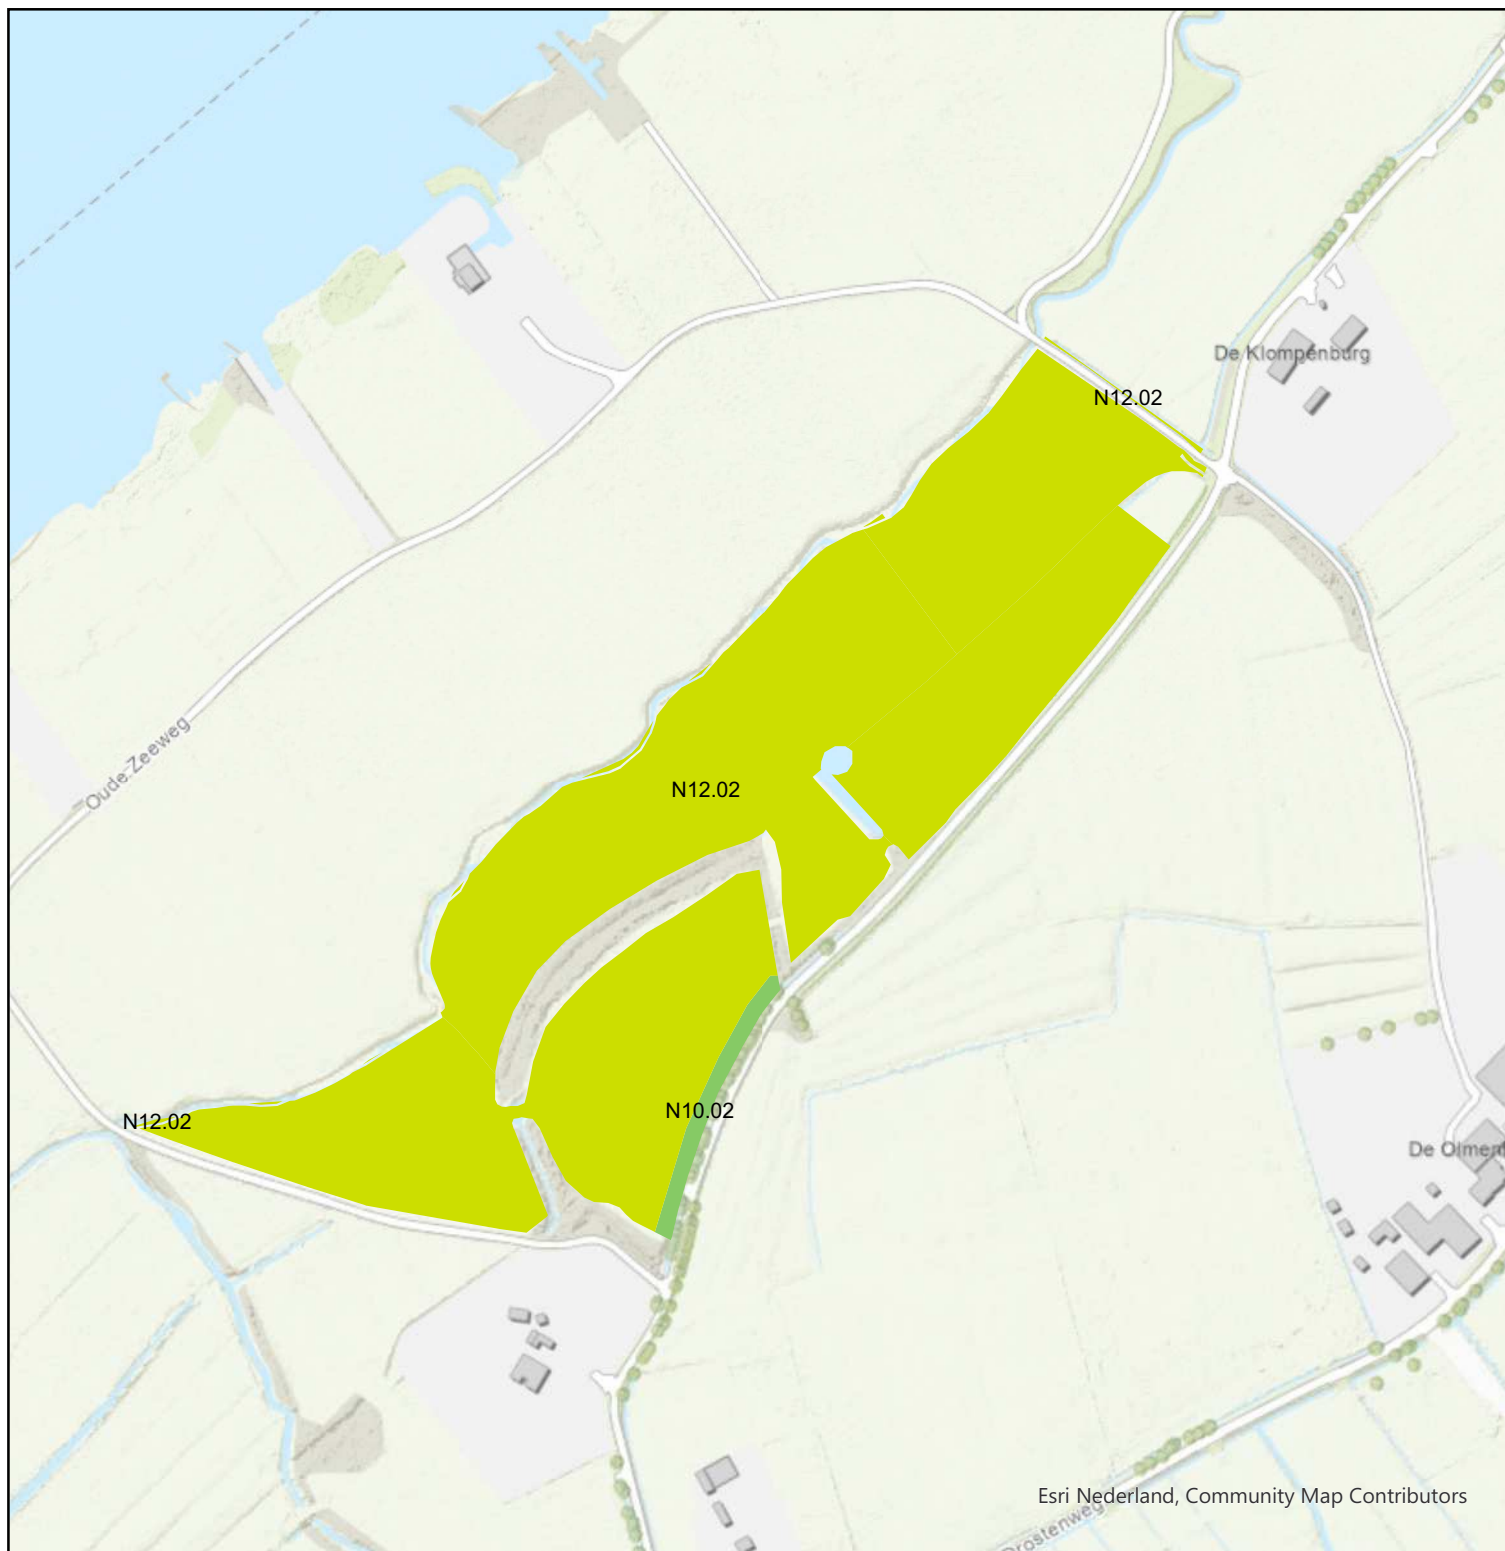 De Klompenburg
N12.02
Oude-Zeeweg
N12.02
N10.02
N12.02
De Olmen
Esri Nederland, Community Map Contributors
Drostenweg